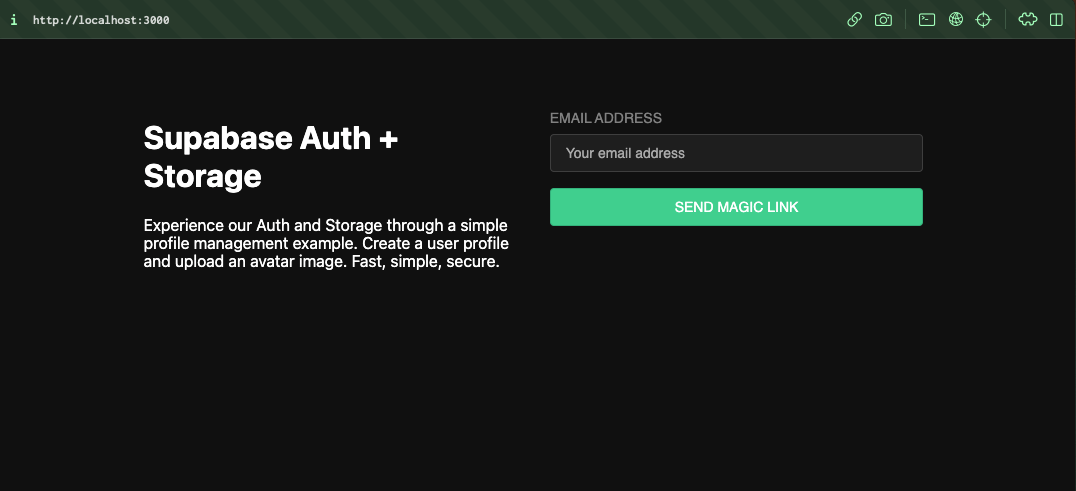 i http://localhost:3000
Supabase Auth +
Storage
Experience our Auth and Storage through a simple
profile management example. Create a user profile
and upload an avatar image. Fast, simple, secure.
EMAIL ADDRESS
Your email address
SEND MAGIC LINK